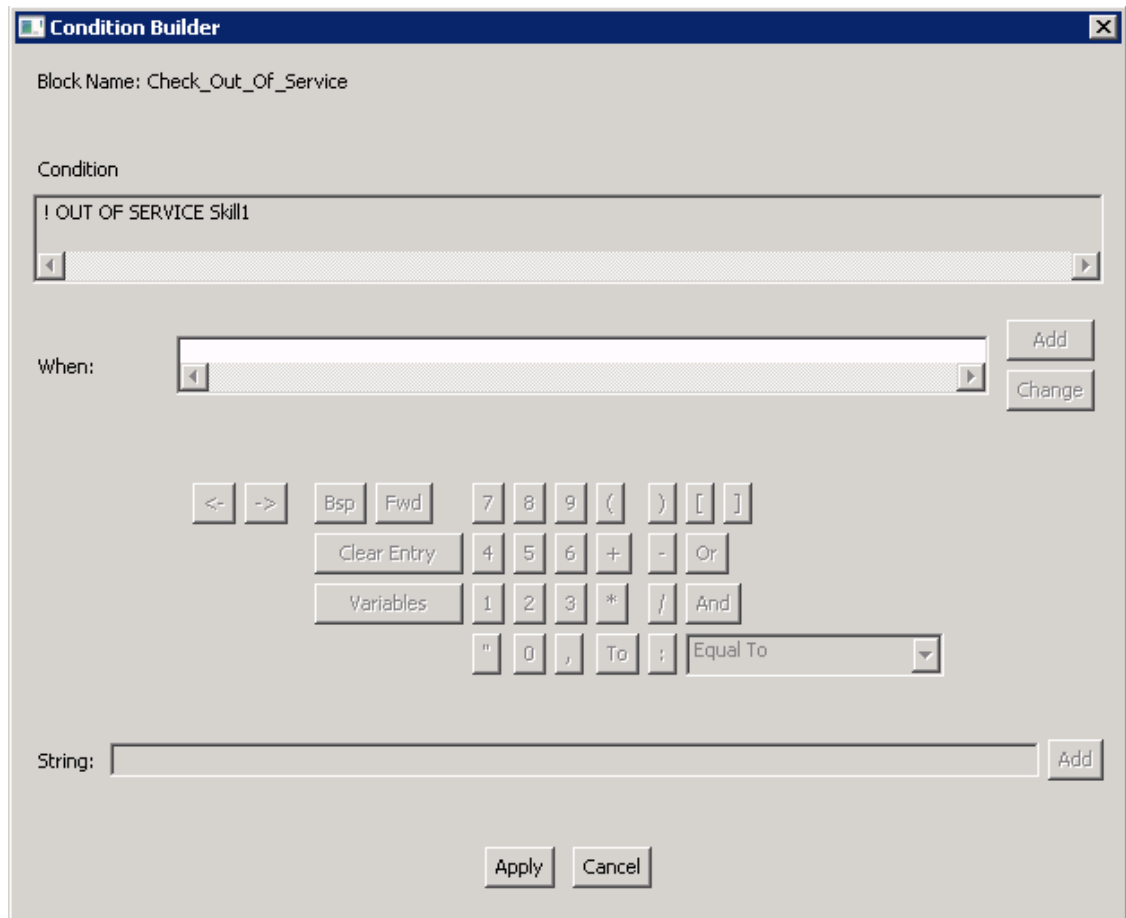 Condition Builder
Block Name: Check_Out_Of_Service
Condition
! OUT OF SERVICE Skill1
When:
Add
Change
<- -> Bsp Fwd 7 8 9 ( ) [ ]
Clear Entry 4 5 6 + - Or
Variables 1 2 3 * / And
" 0 , To : Equal To
String: Add
Apply Cancel